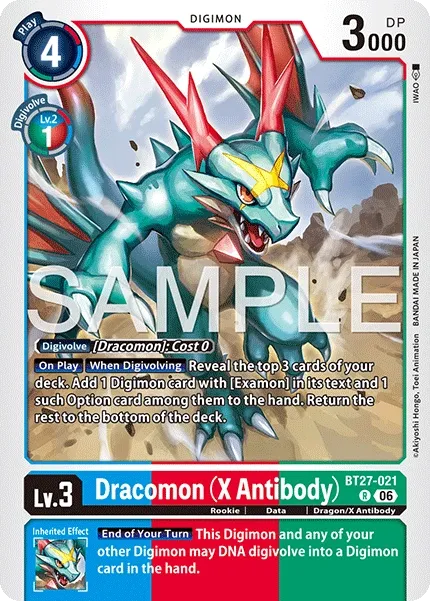 DIGIMON
Play
4
3000 DP
Digivolve
Lv.2
1
IWAO
SAMPLE
©Akiyoshi Hongo, Toei Animation BANDAI MADE IN JAPAN
Digivolve [Dracomon]: Cost 0
On Play When Digivolving Reveal the top 3 cards of your
deck. Add 1 Digimon card with [Examon] in its text and 1
such Option card among them to the hand. Return the
rest to the bottom of the deck.
Lv.3 Dracomon (X Antibody) BT27-021
R 06
Rookie | Data | Dragon/X Antibody
Inherited Effect
End of Your Turn This Digimon and any of your
other Digimon may DNA digivolve into a Digimon
card in the hand.